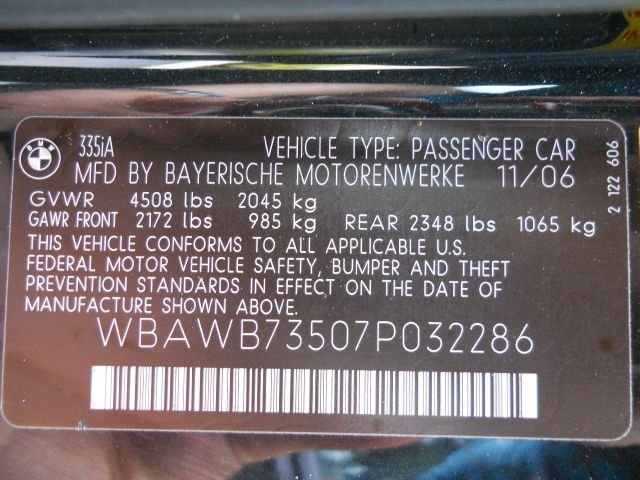 BMW
335iA VEHICLE TYPE: PASSENGER CAR
MFD BY BAYERISCHE MOTORENWERKE 11/06
GVWR 4508 lbs 2045 kg
GAWR FRONT 2172 lbs 985 kg REAR 2348 lbs 1065 kg
THIS VEHICLE CONFORMS TO ALL APPLICABLE U.S.
FEDERAL MOTOR VEHICLE SAFETY, BUMPER AND THEFT
PREVENTION STANDARDS IN EFFECT ON THE DATE OF
MANUFACTURE SHOWN ABOVE.
WBAWB73507P032286
2 122 606